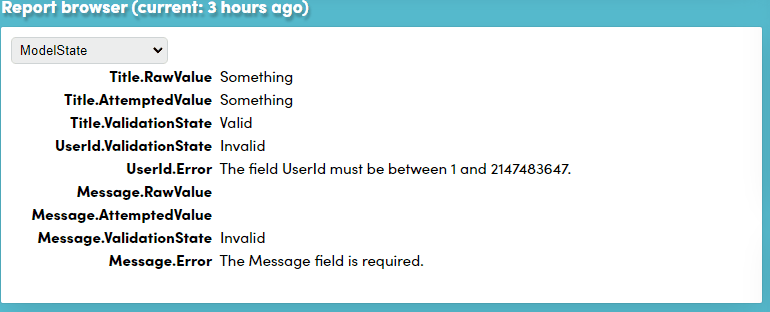 Report browser (current: 3 hours ago)
ModelState
Title.RawValue Something
Title.AttemptedValue Something
Title.ValidationState Valid
UserId.ValidationState Invalid
UserId.Error The field UserId must be between 1 and 2147483647.
Message.RawValue
Message.AttemptedValue
Message.ValidationState Invalid
Message.Error The Message field is required.